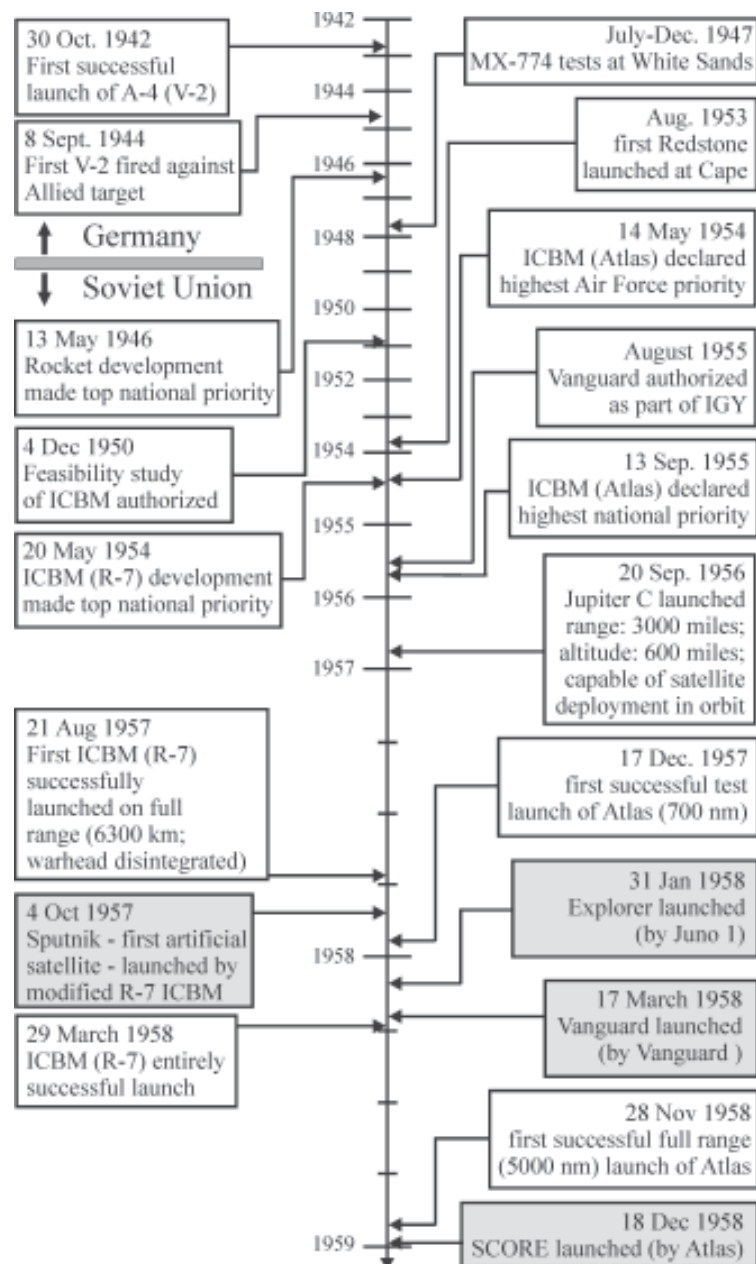 30 Oct. 1942
First successful
launch of A-4 (V-2)
8 Sept. 1944
First V-2 fired against
Allied target
Germany
Soviet Union
13 May 1946
Rocket development
made top national priority
4 Dec 1950
Feasibility study
of ICBM authorized
20 May 1954
ICBM (R-7) development
made top national priority
21 Aug 1957
First ICBM (R-7)
successfully
launched on full
range (6300 km;
warhead disintegrated)
4 Oct 1957
Sputnik - first artificial
satellite - launched by
modified R-7 ICBM
29 March 1958
ICBM (R-7) entirely
successful launch
1942
1944
1946
1948
1950
1952
1954
1955
1956
1957
1958
1959
July-Dec. 1947
MX-774 tests at White Sands
Aug. 1953
first Redstone
launched at Cape
14 May 1954
ICBM (Atlas) declared
highest Air Force priority
August 1955
Vanguard authorized
as part of IGY
13 Sep. 1955
ICBM (Atlas) declared
highest national priority
20 Sep. 1956
Jupiter C launched
range: 3000 miles;
altitude: 600 miles;
capable of satellite
deployment in orbit
17 Dec. 1957
first successful test
launch of Atlas (700 nm)
31 Jan 1958
Explorer launched
(by Juno 1)
17 March 1958
Vanguard launched
(by Vanguard )
28 Nov 1958
first successful full range
(5000 nm) launch of Atlas
18 Dec 1958
SCORE launched (by Atlas)